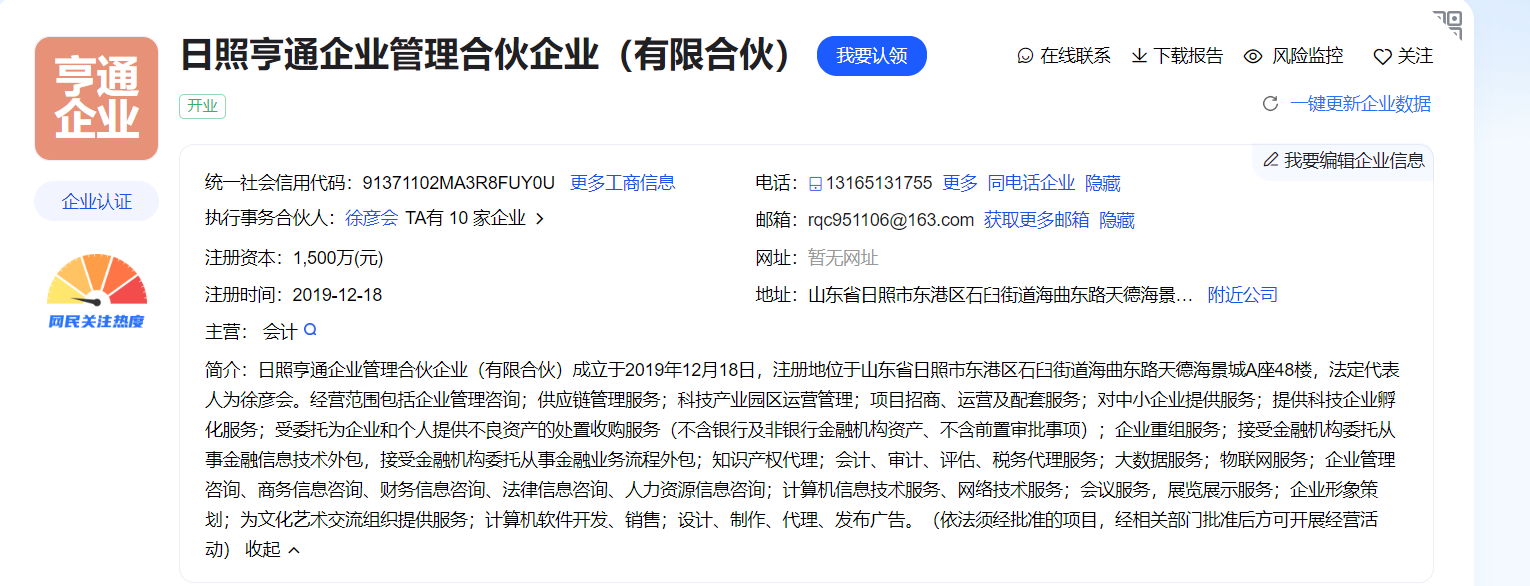 亨通
企业
日照亨通企业管理合伙企业（有限合伙）
我要认领
在线联系 下载报告 风险监控 关注
开业
一键更新企业数据
我要编辑企业信息
企业认证
网民关注热度
统一社会信用代码：91371102MA3R8FUY0U 更多工商信息
电话：13165131755 更多 同电话企业 隐藏
执行事务合伙人：徐彦会 TA有 10 家企业
邮箱：rqc951106@163.com 获取更多邮箱 隐藏
注册资本：1,500万(元)
网址：暂无网址
注册时间：2019-12-18
地址：山东省日照市东港区石臼街道海曲东路天德海景... 附近公司
主营：会计
简介：日照亨通企业管理合伙企业（有限合伙）成立于2019年12月18日，注册地位于山东省日照市东港区石臼街道海曲东路天德海景城A座48楼，法定代表
人为徐彦会。经营范围包括企业管理咨询；供应链管理服务；科技产业园区运营管理；项目招商、运营及配套服务；对中小企业提供服务；提供科技企业孵
化服务；受委托为企业和个人提供不良资产的处置收购服务（不含银行及非银行金融机构资产、不含前置审批事项）；企业重组服务；接受金融机构委托从
事金融信息技术外包，接受金融机构委托从事金融业务流程外包；知识产权代理；会计、审计、评估、税务代理服务；大数据服务；物联网服务；企业管理
咨询、商务信息咨询、财务信息咨询、法律信息咨询、人力资源信息咨询；计算机信息技术服务、网络技术服务；会议服务，展览展示服务；企业形象策
划；为文化艺术交流组织提供服务；计算机软件开发、销售；设计、制作、代理、发布广告。（依法须经批准的项目，经相关部门批准后方可开展经营活
动） 收起